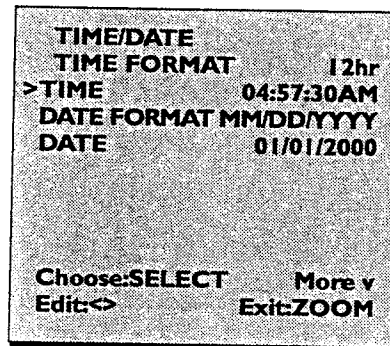 TIME/DATE
TIME FORMAT 12hr
>TIME 04:57:30AM
DATE FORMAT MM/DD/YYYY
DATE 01/01/2000
Choose:SELECT More v
Edit:<> Exit:ZOOM